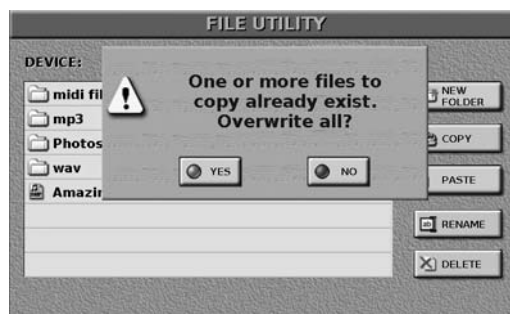 FILE UTILITY
DEVICE:
One or more files to
copy already exist.
Overwrite all?
YES
NO
midi fil
mp3
Photos
wav
Amazin
NEW
FOLDER
COPY
PASTE
ab RENAME
DELETE